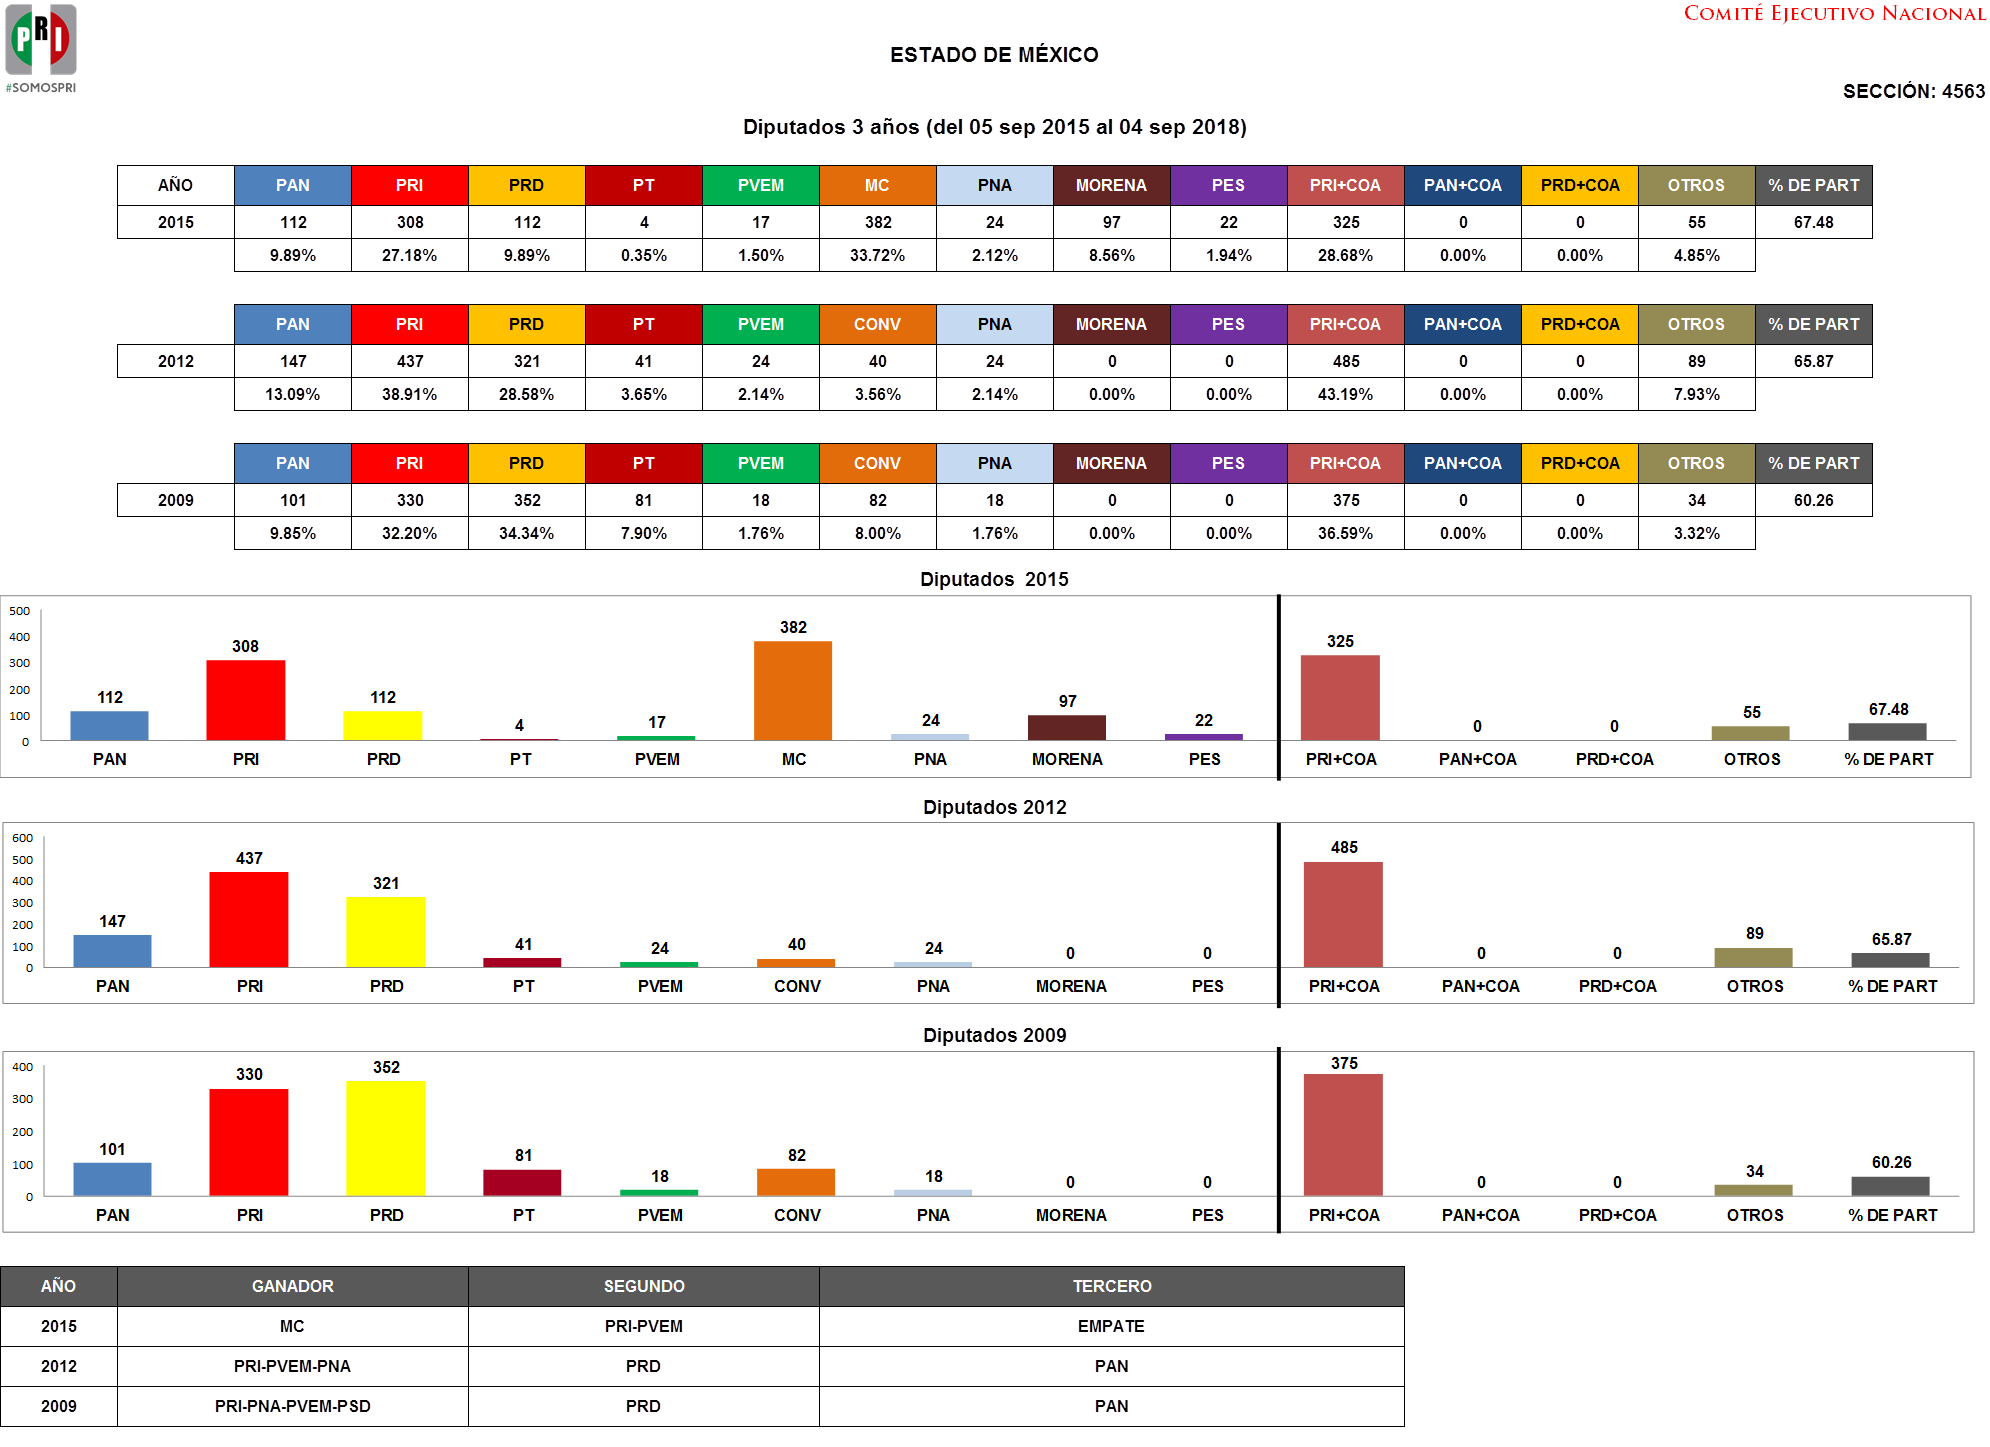 PRI
#SOMOSPRI
COMITÉ EJECUTIVO NACIONAL
ESTADO DE MÉXICO
SECCIÓN: 4563
Diputados 3 años (del 05 sep 2015 al 04 sep 2018)
AÑO PAN PRI PRD PT PVEM MC PNA MORENA PES PRI+COA PAN+COA PRD+COA OTROS % DE PART
2015 112 308 112 4 17 382 24 97 22 325 0 0 55 67.48
9.89% 27.18% 9.89% 0.35% 1.50% 33.72% 2.12% 8.56% 1.94% 28.68% 0.00% 0.00% 4.85%
PAN PRI PRD PT PVEM CONV PNA MORENA PES PRI+COA PAN+COA PRD+COA OTROS % DE PART
2012 147 437 321 41 24 40 24 0 0 485 0 0 89 65.87
13.09% 38.91% 28.58% 3.65% 2.14% 3.56% 2.14% 0.00% 0.00% 43.19% 0.00% 0.00% 7.93%
PAN PRI PRD PT PVEM CONV PNA MORENA PES PRI+COA PAN+COA PRD+COA OTROS % DE PART
2009 101 330 352 81 18 82 18 0 0 375 0 0 34 60.26
9.85% 32.20% 34.34% 7.90% 1.76% 8.00% 1.76% 0.00% 0.00% 36.59% 0.00% 0.00% 3.32%
Diputados 2015
500
400
300
200
100
0
112 308 112 4 17 382 24 97 22 325 0 0 55 67.48
PAN PRI PRD PT PVEM MC PNA MORENA PES PRI+COA PAN+COA PRD+COA OTROS % DE PART
Diputados 2012
600
500
400
300
200
100
0
147 437 321 41 24 40 24 0 0 485 0 0 89 65.87
PAN PRI PRD PT PVEM CONV PNA MORENA PES PRI+COA PAN+COA PRD+COA OTROS % DE PART
Diputados 2009
400
300
200
100
0
101 330 352 81 18 82 18 0 0 375 0 0 34 60.26
PAN PRI PRD PT PVEM CONV PNA MORENA PES PRI+COA PAN+COA PRD+COA OTROS % DE PART
AÑO GANADOR SEGUNDO TERCERO
2015 MC PRI-PVEM EMPATE
2012 PRI-PVEM-PNA PRD PAN
2009 PRI-PNA-PVEM-PSD PRD PAN